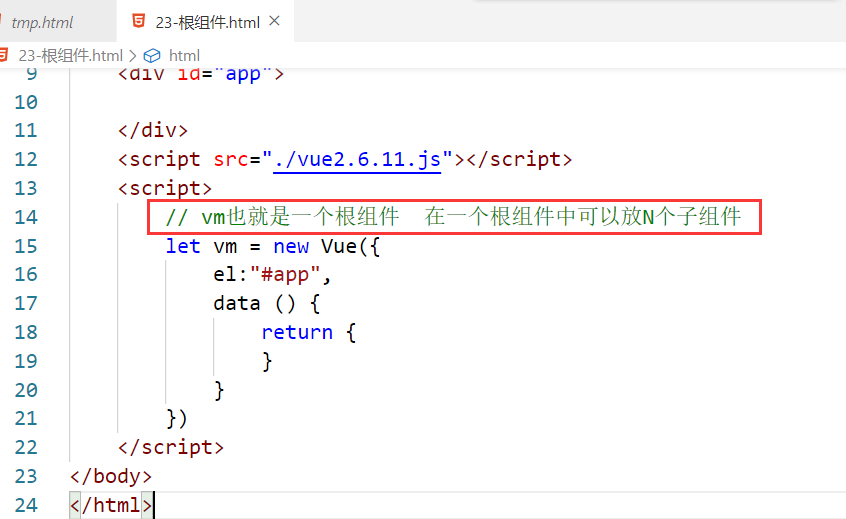 tmp.html 23-根组件.html
23-根组件.html > html
9 <div id="app">
10
11 </div>
12 <script src="./vue2.6.11.js"></script>
13 <script>
14 // vm也就是一个根组件 在一个根组件中可以放N个子组件
15 let vm = new Vue({
16 el:"#app",
17 data () {
18 return {
19 }
20 }
21 })
22 </script>
23 </body>
24 </html>